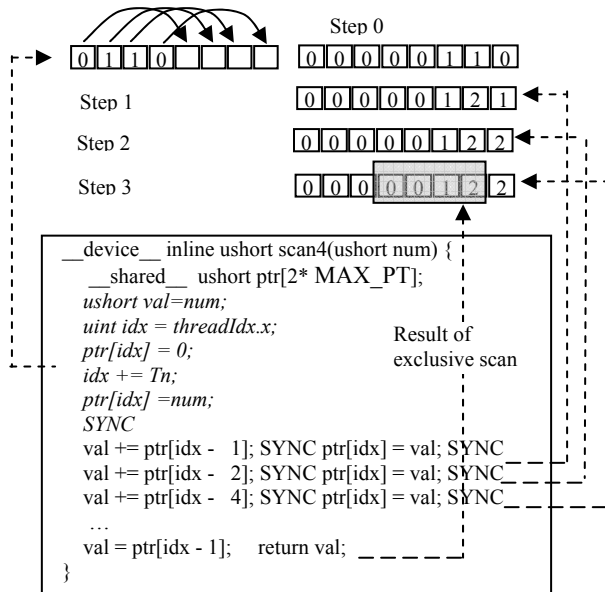 Step 0
0 1 1 0
0 0 0 0 0 1 1 0
Step 1
0 0 0 0 0 1 2 1
Step 2
0 0 0 0 0 1 2 2
Step 3
0 0 0 0 0 1 2 2
__device__ inline ushort scan4(ushort num) {
__shared__ ushort ptr[2* MAX_PT];
ushort val=num;
uint idx = threadIdx.x;
ptr[idx] = 0;
idx += Tn;
ptr[idx] =num;
SYNC
Result of
exclusive scan
val += ptr[idx - 1]; SYNC ptr[idx] = val; SYNC
val += ptr[idx - 2]; SYNC ptr[idx] = val; SYNC
val += ptr[idx - 4]; SYNC ptr[idx] = val; SYNC
…
val = ptr[idx - 1]; return val;
}